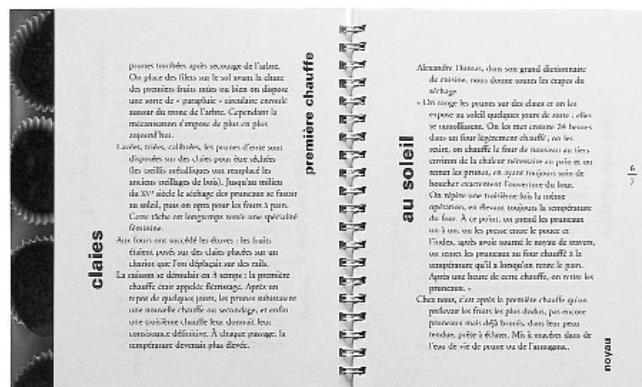 claies
première chauffe
prunes tombées après secouage de l'arbre.
On place des filets sur le sol avant la chute
des premiers fruits mûrs ou bien on dispose
une sorte de « parapluie » circulaire enroulé
autour du tronc de l'arbre. Cependant la
mécanisation s'impose de plus en plus
aujourd'hui.
Lavées, triées, calibrées, les prunes d'ente sont
disposées sur des claies pour être séchées
(les treillis métalliques ont remplacé les
anciens treillages de bois). Jusqu'au milieu
du XVe siècle le séchage des pruneaux se faisait
au soleil, puis on opta pour les fours à pain.
Cette tâche est longtemps restée une spécialité
féminine.
Aux fours ont succédé les étuves : les fruits
étaient posés sur des claies placées sur un
chariot que l'on déplaçait sur des rails.
La cuisson se déroulait en 3 temps : la première
chauffe était appelée flétrissage. Après un
repos de quelques jours, les prunes subissaient
une nouvelle chauffe ou secondage, et enfin
une troisième chauffe leur donnait leur
consistance définitive. À chaque passage, la
température devenait plus élevée.
au soleil
Alexandre Dumas, dans son grand dictionnaire
de cuisine, nous donne toutes les étapes du
séchage
« On range les prunes sur des claies et on les
expose au soleil quelques jours de suite : elles
se ramollissent. On les met ensuite 24 heures
dans un four légèrement chauffé, on les
retire, on chauffe le four de nouveau au tiers
environ de la chaleur nécessaire au pain et on
remet les prunes, en ayant toujours soin de
boucher exactement l'ouverture du four.
On répète une troisième fois la même
opération, en élevant toujours la température
du four. À ce point, on prend les pruneaux
un à un, on les presse entre le pouce et
l'index, après avoir tourné le noyau de travers,
on remet les pruneaux au four chauffé à la
température qu'il a lorsqu'on retire le pain.
Après une heure de cette chauffe, on retire les
pruneaux. »
Chez nous, c'est après la première chauffe qu'on
prélevait les fruits les plus dodus, pas encore
pruneaux mais déjà bronzés, dans leur peau
tendue, prête à éclater. Mis à macérer dans de
l'eau de vie de prune ou de l'armagnac,
noyau
6
7